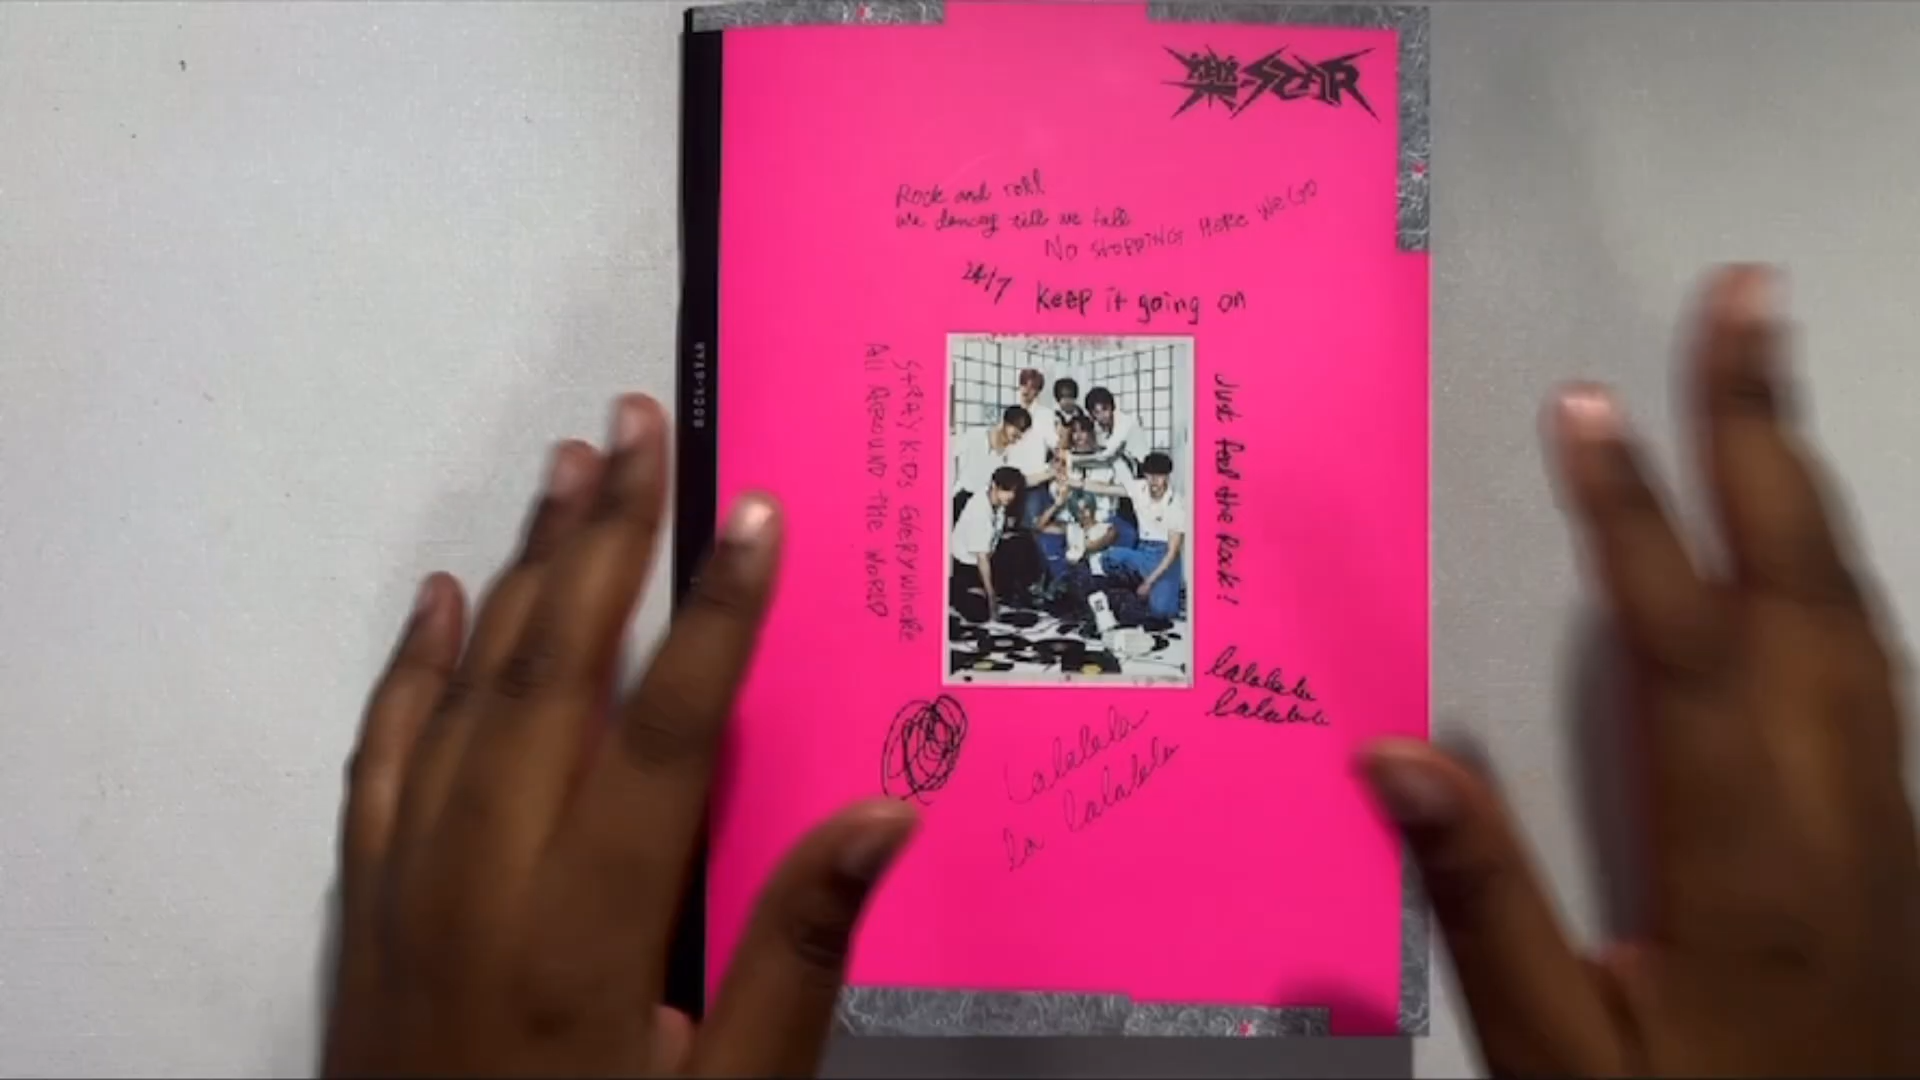 樂-STAR
Rock and roll
We dancing till we fall
No stopping Here We Go
24/7
Keep it going on
ROCK-STAR
STRAY KIDS EVERYWHERE
All AROUND THE WORLD
Just feel the Rock!
lalalala
lalalala
Lalalala
la lalalala